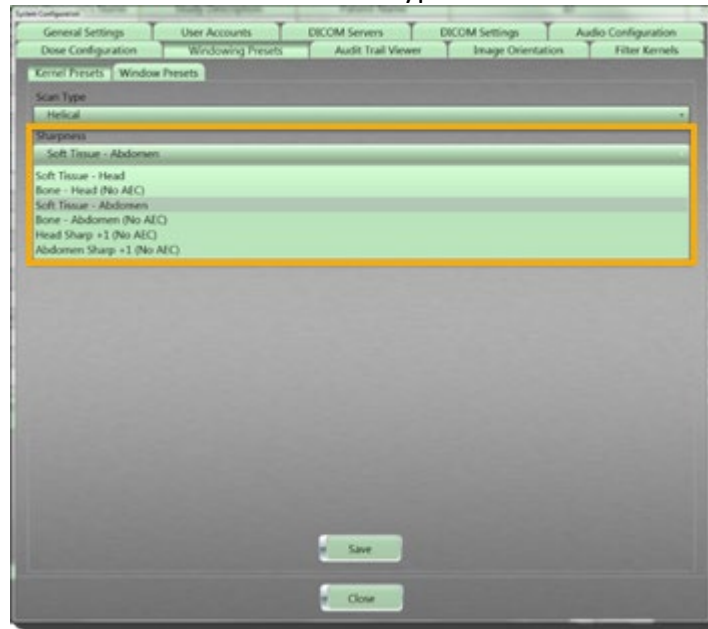 System Configuration
General Settings User Accounts DICOM Servers DICOM Settings Audio Configuration
Dose Configuration Windowing Presets Audit Trail Viewer Image Orientation Filter Kernels
Kernel Presets Window Presets
Scan Type
Helical
Sharpness
Soft Tissue - Abdomen
Soft Tissue - Head
Bone - Head (No AEC)
Soft Tissue - Abdomen
Bone - Abdomen (No AEC)
Head Sharp +1 (No AEC)
Abdomen Sharp +1 (No AEC)
Save
Close